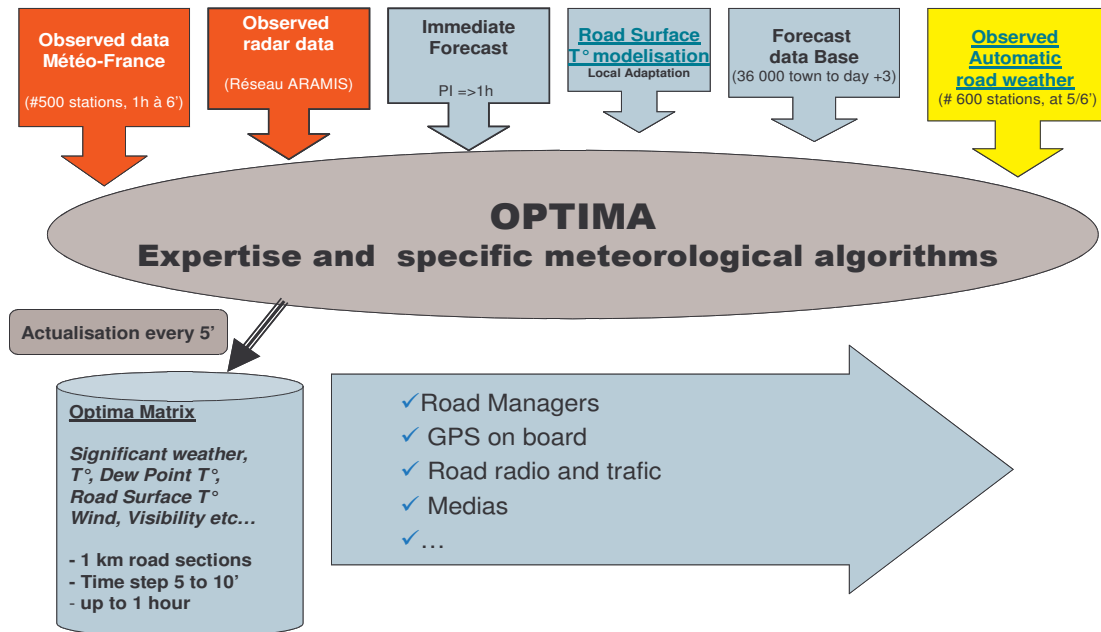 Observed data
Météo-France
(#500 stations, 1h à 6’)
Observed
radar data
(Réseau ARAMIS)
Immediate
Forecast
PI =>1h
Road Surface
T° modelisation
Local Adaptation
Forecast
data Base
(36 000 town to day +3)
Observed
Automatic
road weather
(# 600 stations, at 5/6’)
OPTIMA
Expertise and specific meteorological algorithms
Actualisation every 5’
Optima Matrix
Significant weather,
T°, Dew Point T°,
Road Surface T°
Wind, Visibility etc…
- 1 km road sections
- Time step 5 to 10’
- up to 1 hour
✓Road Managers
✓ GPS on board
✓ Road radio and trafic
✓ Medias
✓…